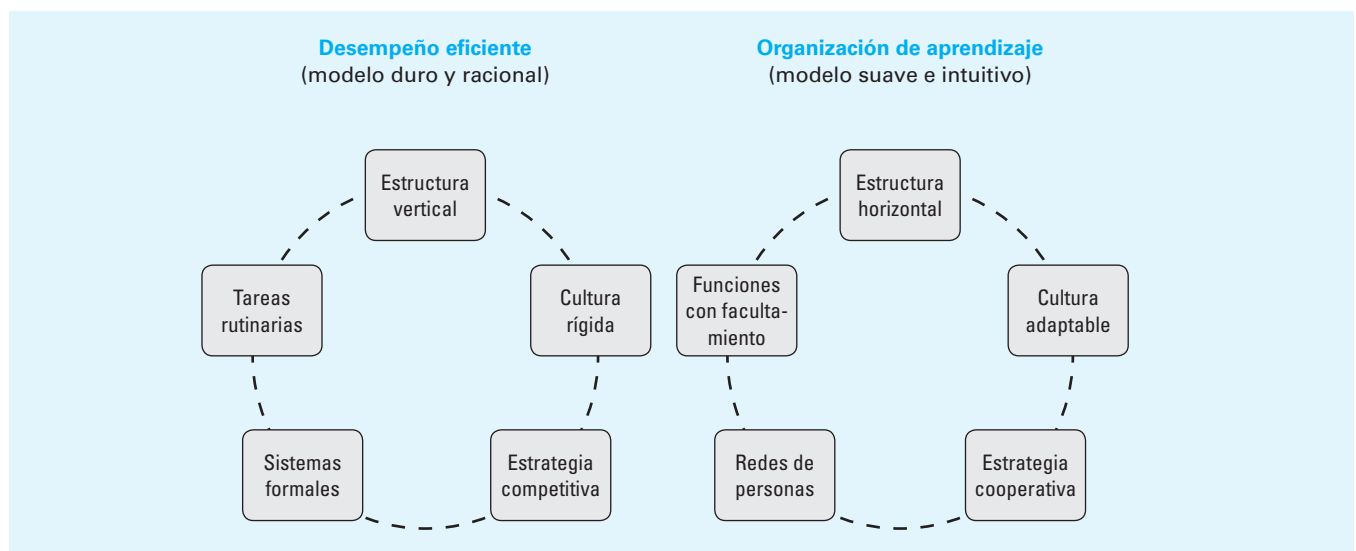 Desempeño eficiente
(modelo duro y racional)
Estructura
vertical
Tareas
rutinarias
Cultura
rígida
Sistemas
formales
Estrategia
competitiva
Organización de aprendizaje
(modelo suave e intuitivo)
Estructura
horizontal
Funciones
con faculta-
miento
Cultura
adaptable
Redes de
personas
Estrategia
cooperativa